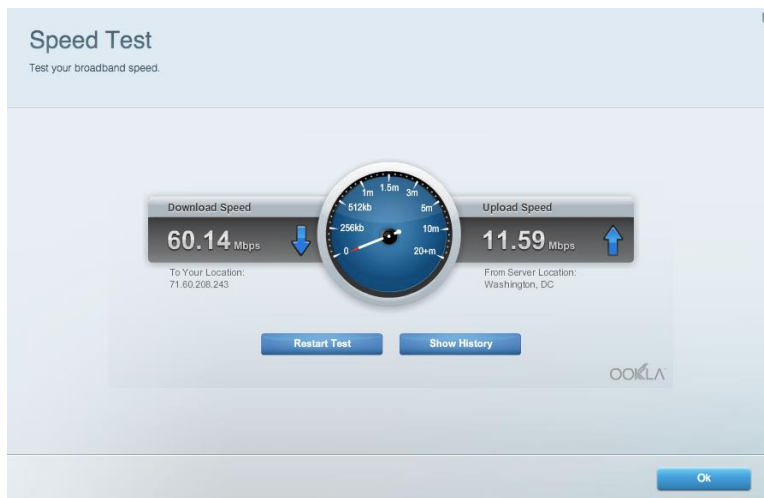 Speed Test
Test your broadband speed.
Download Speed
60.14 Mbps
To Your Location:
71.60.208.243
0
256kb
512kb
1m
1.5m
3m
5m
10m
20+m
Upload Speed
11.59 Mbps
From Server Location:
Washington, DC
Restart Test
Show History
OOKLA
Ok